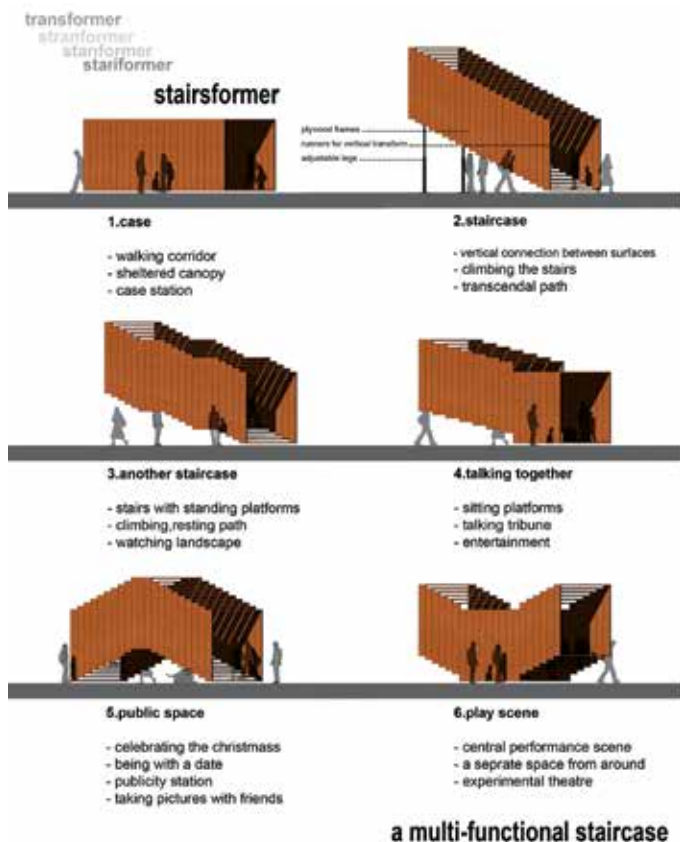 transformer
stranformer
stanformer
stariformer
stairsformer
plywood frames
runners for vertical transform
adjustable legs
1.case
- walking corridor
- sheltered canopy
- case station
2.staircase
- vertical connection between surfaces
- climbing the stairs
- transcendal path
3.another staircase
- stairs with standing platforms
- climbing,resting path
- watching landscape
4.talking together
- sitting platforms
- talking tribune
- entertainment
5.public space
- celebrating the christmass
- being with a date
- publicity station
- taking pictures with friends
6.play scene
- central performance scene
- a seprate space from around
- experimental theatre
a multi-functional staircase